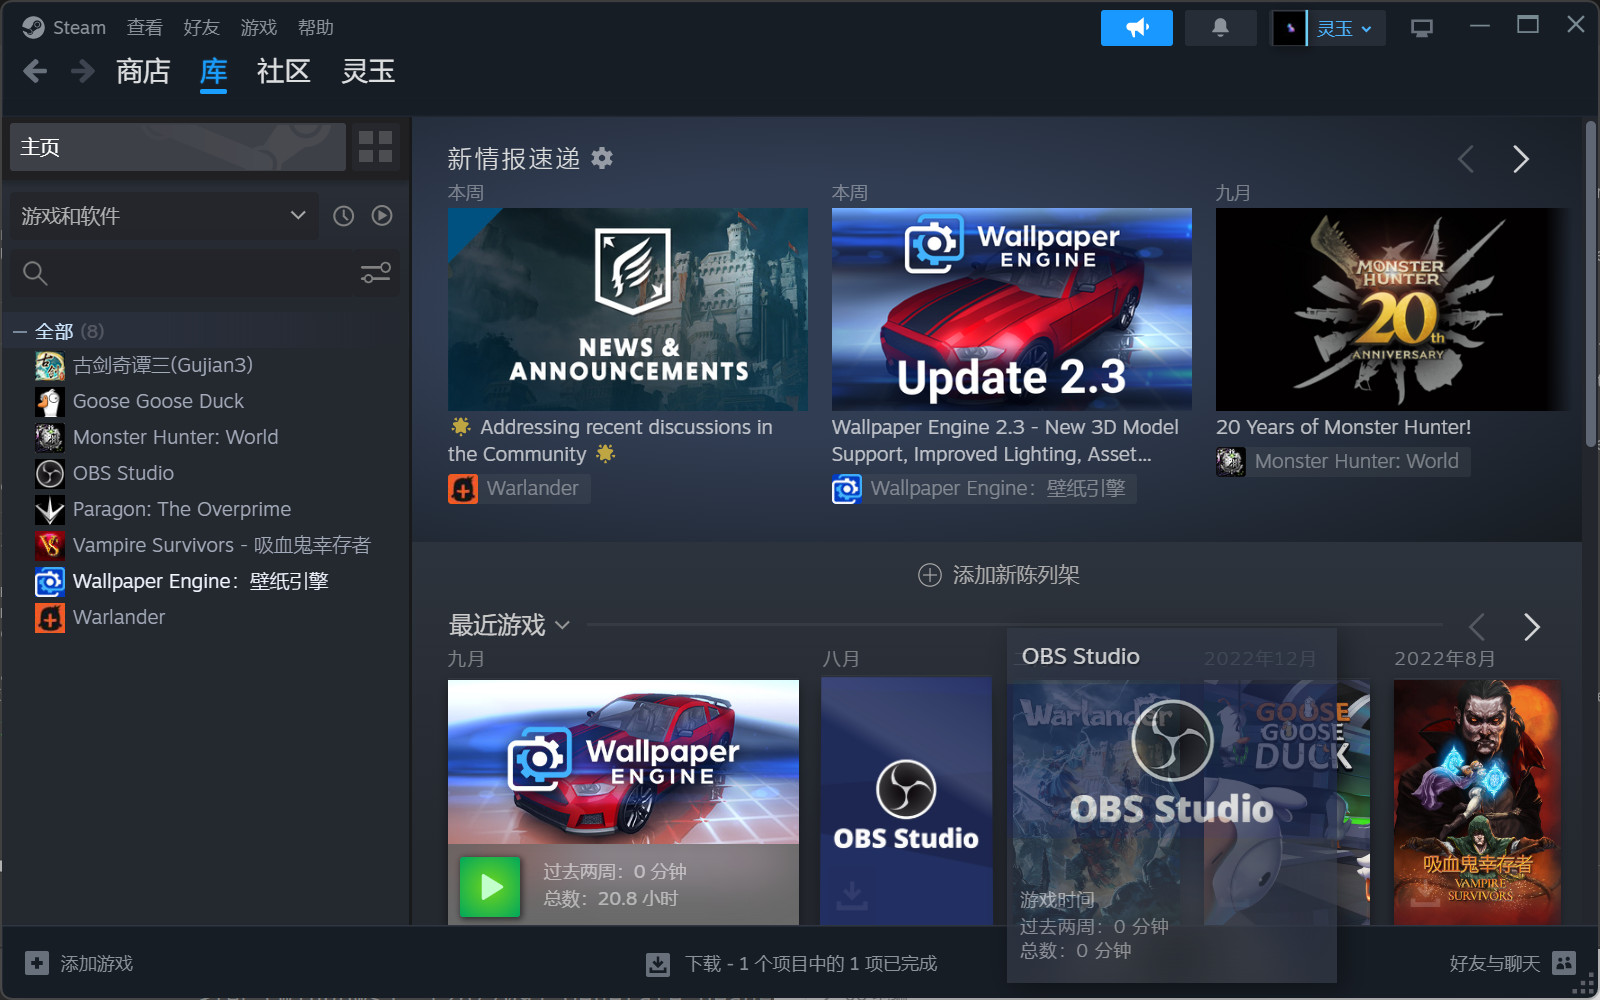 Steam 查看 好友 游戏 帮助
灵玉
商店 库 社区 灵玉
主页
游戏和软件
全部 (8)
古剑奇谭三(Gujian3)
Goose Goose Duck
Monster Hunter: World
OBS Studio
Paragon: The Overprime
Vampire Survivors - 吸血鬼幸存者
Wallpaper Engine：壁纸引擎
Warlander
新情报速递
本周
NEWS &
ANNOUNCEMENTS
Addressing recent discussions in
the Community
Warlander
本周
Wallpaper
ENGINE
Update 2.3
Wallpaper Engine 2.3 - New 3D Model
Support, Improved Lighting, Asset...
Wallpaper Engine：壁纸引擎
九月
MONSTER
HUNTER
20th
ANNIVERSARY
20 Years of Monster Hunter!
Monster Hunter: World
添加新陈列架
最近游戏
九月
Wallpaper
ENGINE
过去两周：0 分钟
总数：20.8 小时
八月
OBS Studio
OBS Studio
Warlander
OBS Studio
游戏时间
过去两周：0 分钟
总数：0 分钟
2022年12月
GOOSE
GOOSE
DUCK
2022年8月
吸血鬼幸存者
VAMPIRE
SURVIVORS
添加游戏
下载 - 1 个项目中的 1 项已完成
好友与聊天